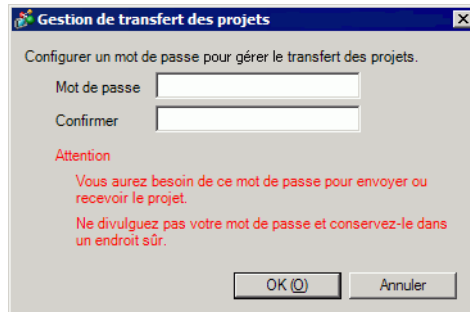 Gestion de transfert des projets
Configurer un mot de passe pour gérer le transfert des projets.
Mot de passe
Confirmer
Attention
Vous aurez besoin de ce mot de passe pour envoyer ou
recevoir le projet.
Ne divulguez pas votre mot de passe et conservez-le dans
un endroit sûr.
OK (O) Annuler